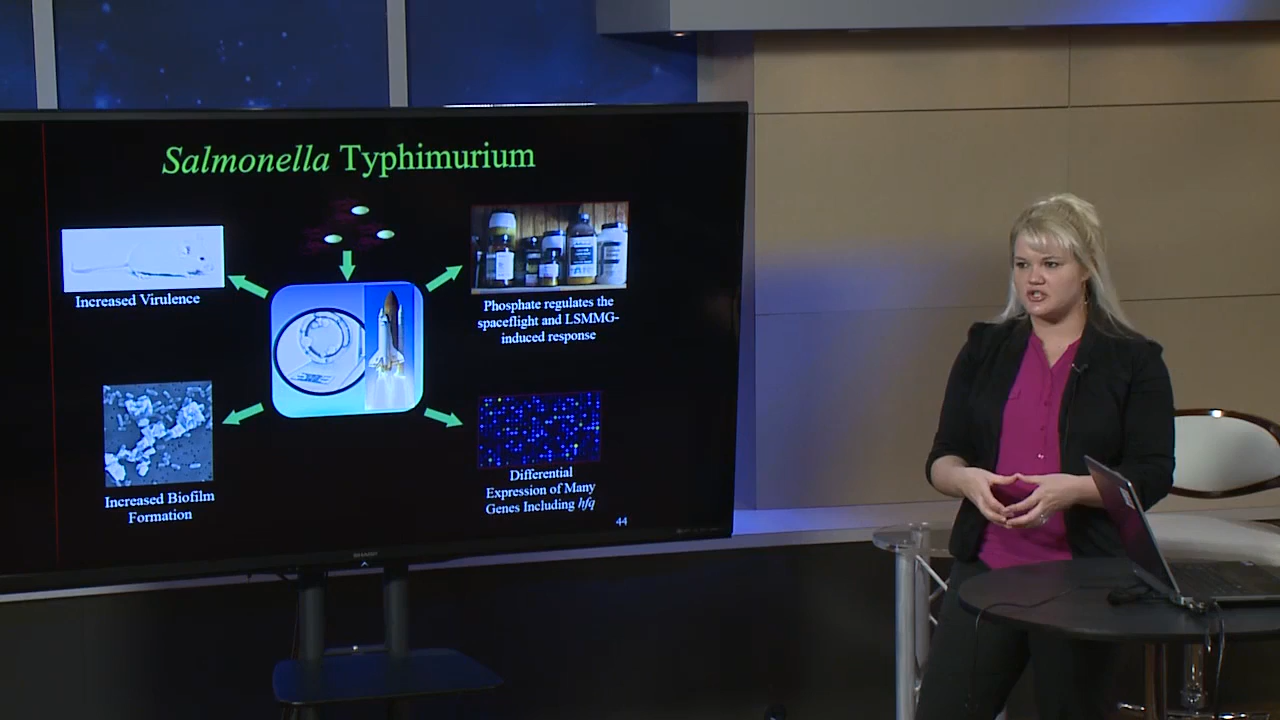 Salmonella Typhimurium
Increased Virulence
Phosphate regulates the
spaceflight and LSMMG-
induced response
Increased Biofilm
Formation
Differential
Expression of Many
Genes Including hfq
44
SHARP